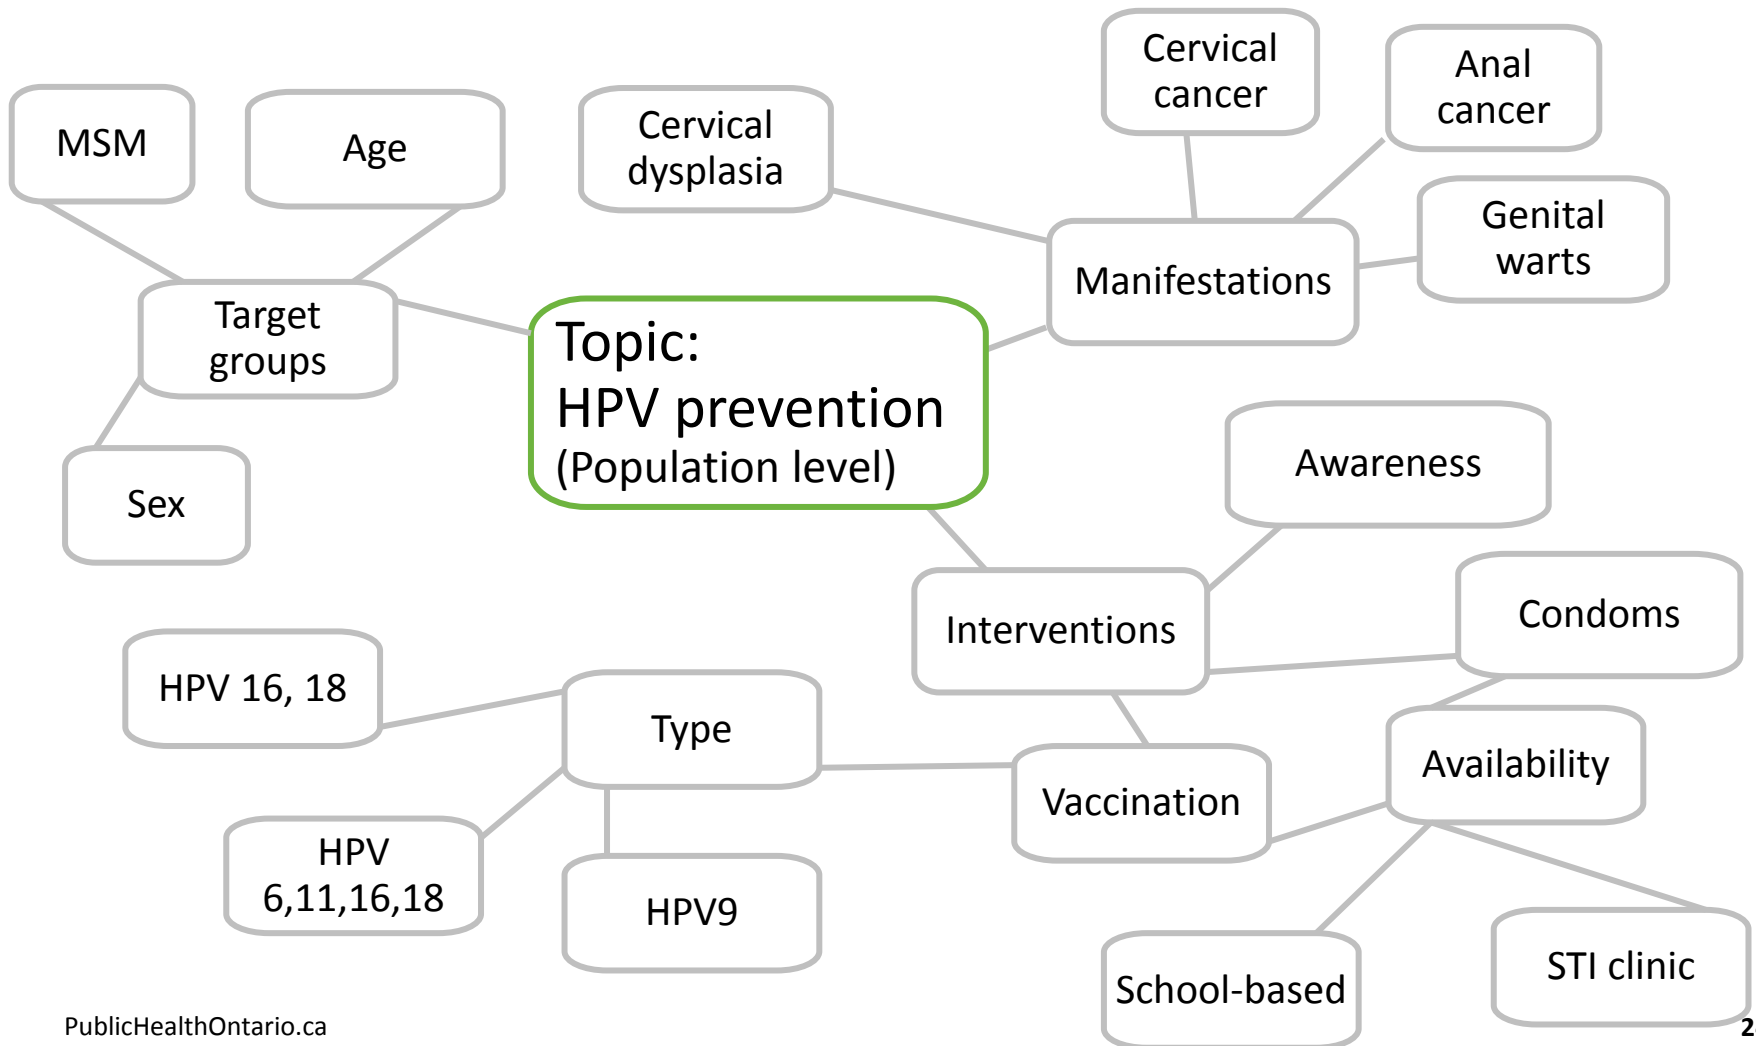 Cervical
cancer
Anal
cancer
MSM
Age
Cervical
dysplasia
Genital
warts
Manifestations
Target
groups
Topic:
HPV prevention
(Population level)
Awareness
Sex
Interventions
Condoms
HPV 16, 18
Type
Availability
Vaccination
HPV
6,11,16,18
HPV9
School-based
STI clinic
PublicHealthOntario.ca